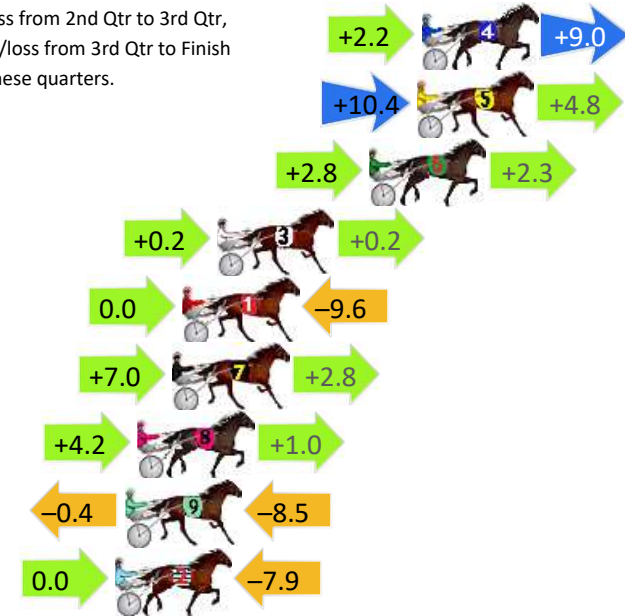 ss from 2nd Qtr to 3rd Qtr,
/loss from 3rd Qtr to Finish
nese quarters.
+2.2 4 +9.0
+10.4 5 +4.8
+2.8 6 +2.3
+0.2 3 +0.2
0.0 1 –9.6
+7.0 7 +2.8
+4.2 8 +1.0
–0.4 9 –8.5
0.0 2 –7.9